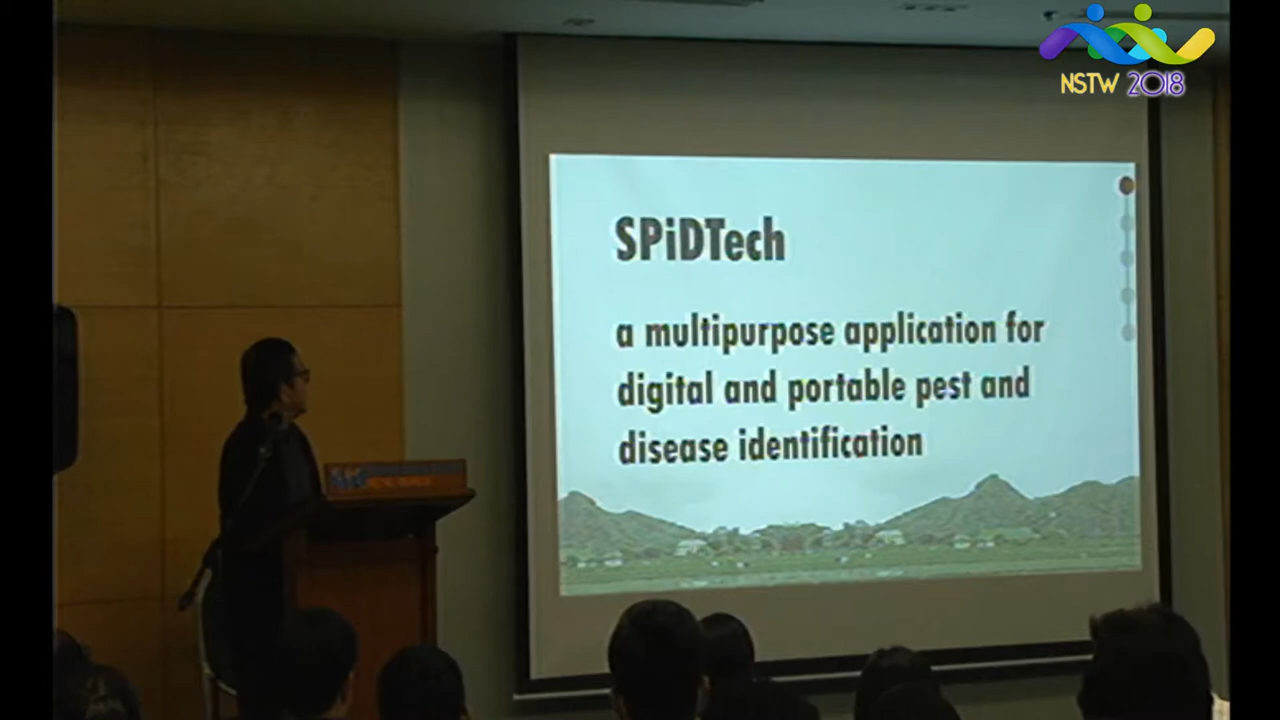 NSTW 2018
SPiDTech
a multipurpose application for
digital and portable pest and
disease identification